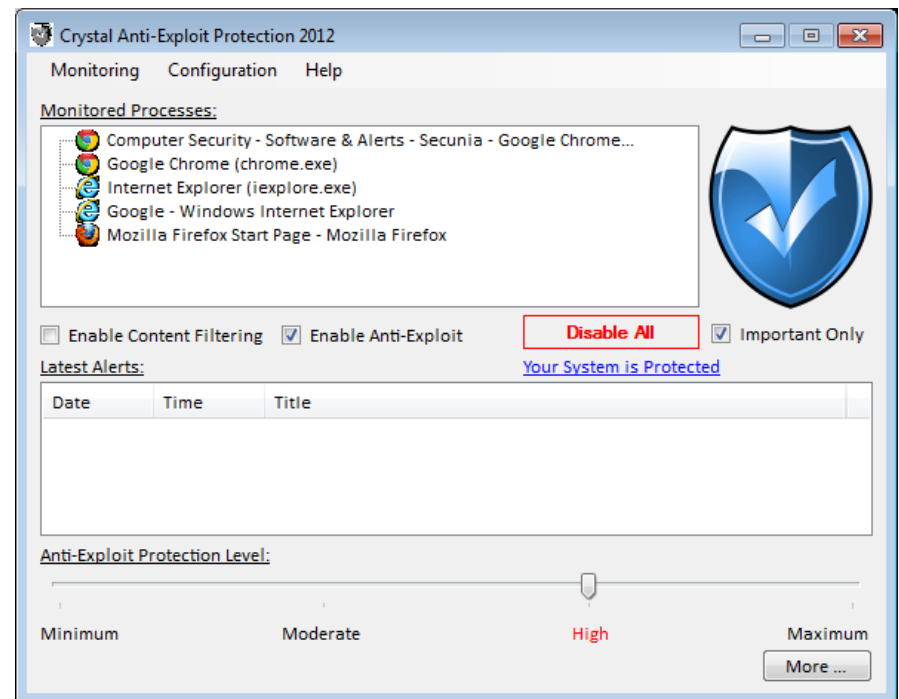 Crystal Anti-Exploit Protection 2012
Monitoring Configuration Help
Monitored Processes:
Computer Security - Software & Alerts - Secunia - Google Chrome...
Google Chrome (chrome.exe)
Internet Explorer (iexplore.exe)
Google - Windows Internet Explorer
Mozilla Firefox Start Page - Mozilla Firefox
Enable Content Filtering Enable Anti-Exploit Disable All Important Only
Latest Alerts: Your System is Protected
Date Time Title
Anti-Exploit Protection Level:
Minimum Moderate High Maximum
More ...